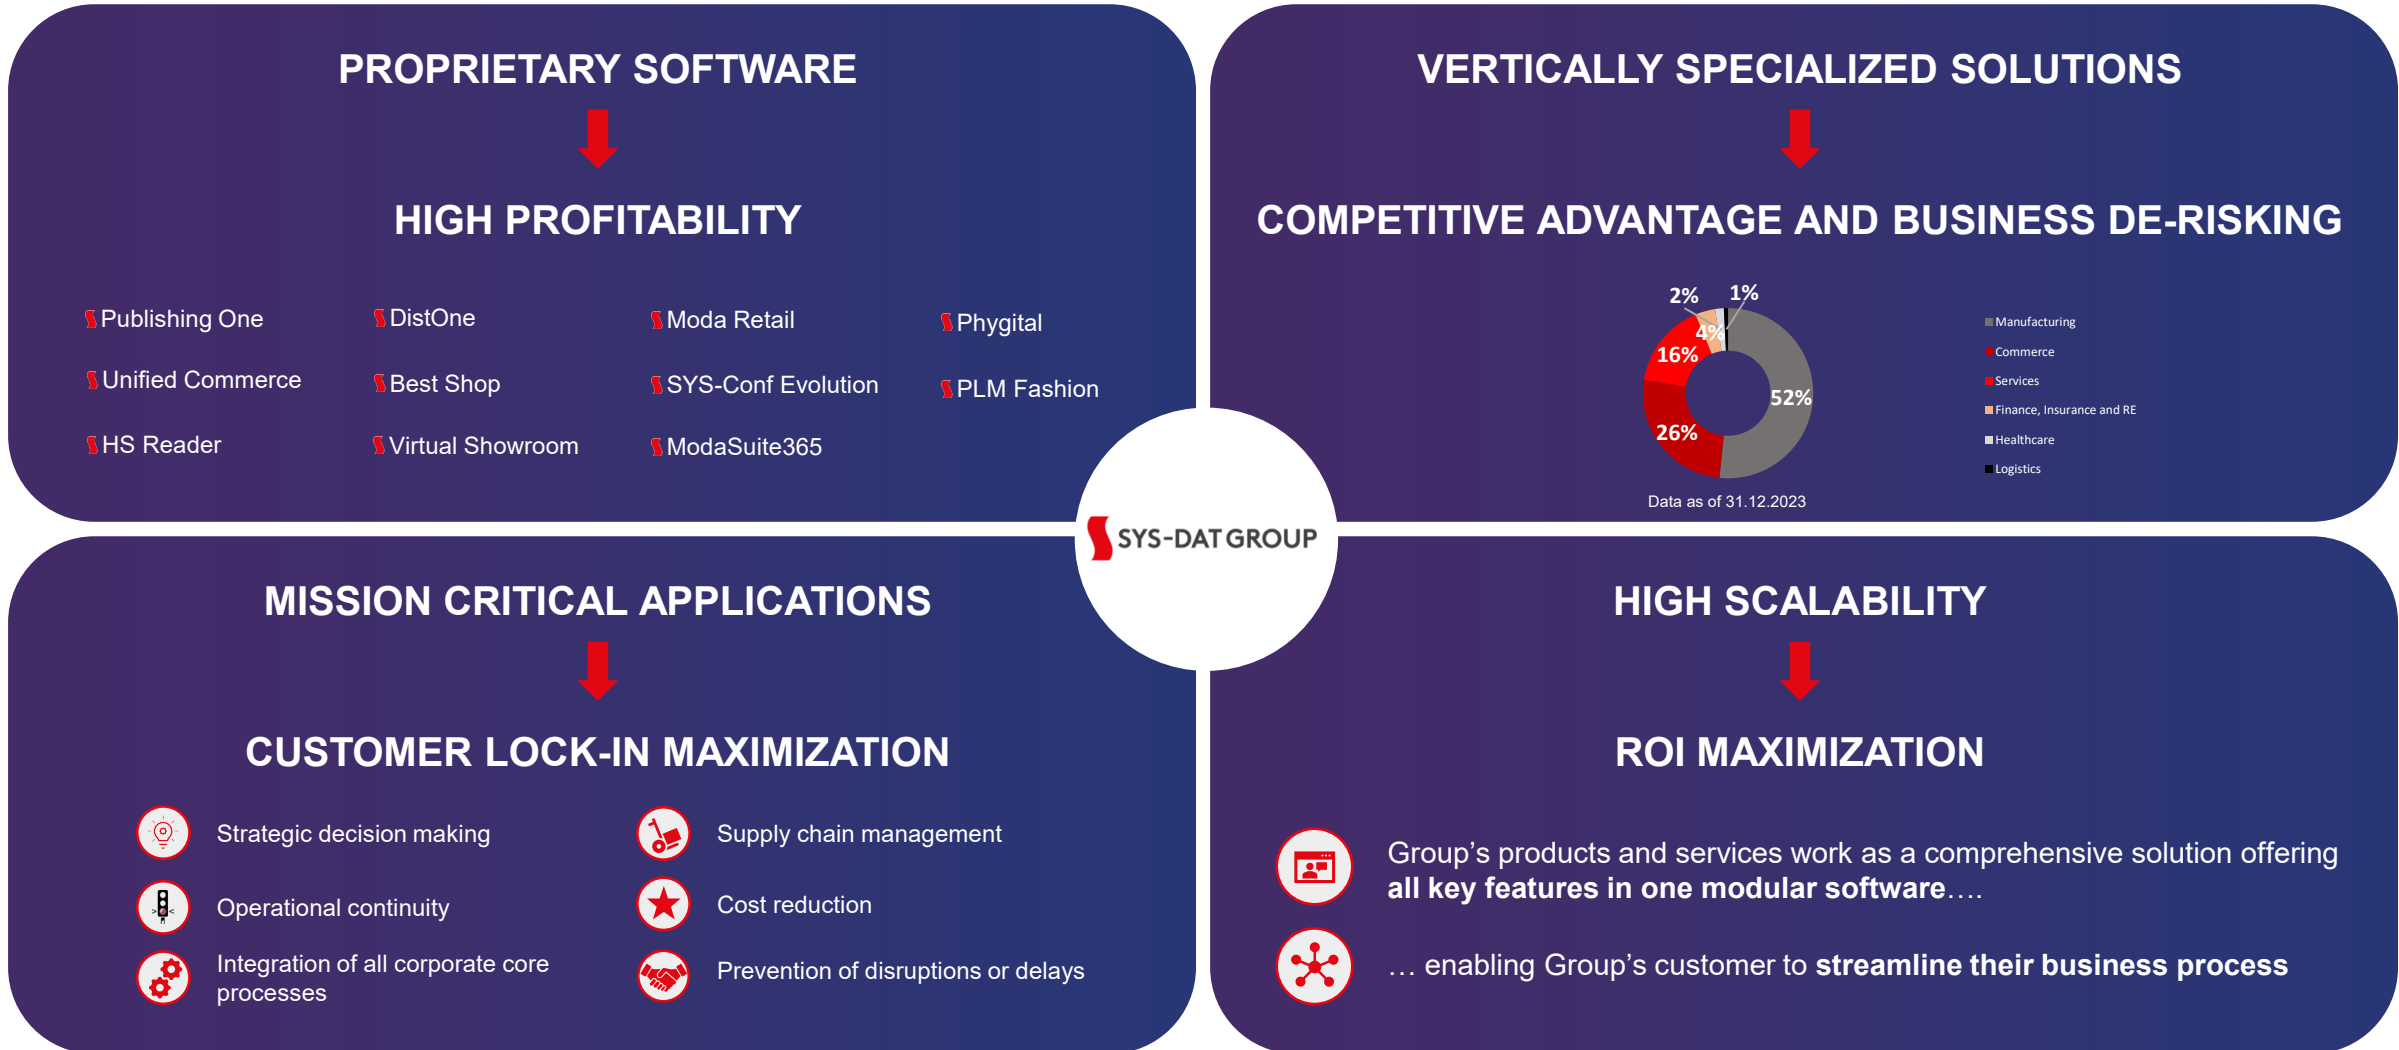 PROPRIETARY SOFTWARE
HIGH PROFITABILITY
Publishing One
DistOne
Moda Retail
Phygital
Unified Commerce
Best Shop
SYS-Conf Evolution
PLM Fashion
HS Reader
Virtual Showroom
ModaSuite365
VERTICALLY SPECIALIZED SOLUTIONS
COMPETITIVE ADVANTAGE AND BUSINESS DE-RISKING
2%
1%
4%
16%
52%
26%
Manufacturing
Commerce
Services
Finance, Insurance and RE
Healthcare
Logistics
Data as of 31.12.2023
SYS-DAT GROUP
MISSION CRITICAL APPLICATIONS
CUSTOMER LOCK-IN MAXIMIZATION
Strategic decision making
Supply chain management
Operational continuity
Cost reduction
Integration of all corporate core
processes
Prevention of disruptions or delays
HIGH SCALABILITY
ROI MAXIMIZATION
Group’s products and services work as a comprehensive solution offering
all key features in one modular software….
… enabling Group’s customer to streamline their business process